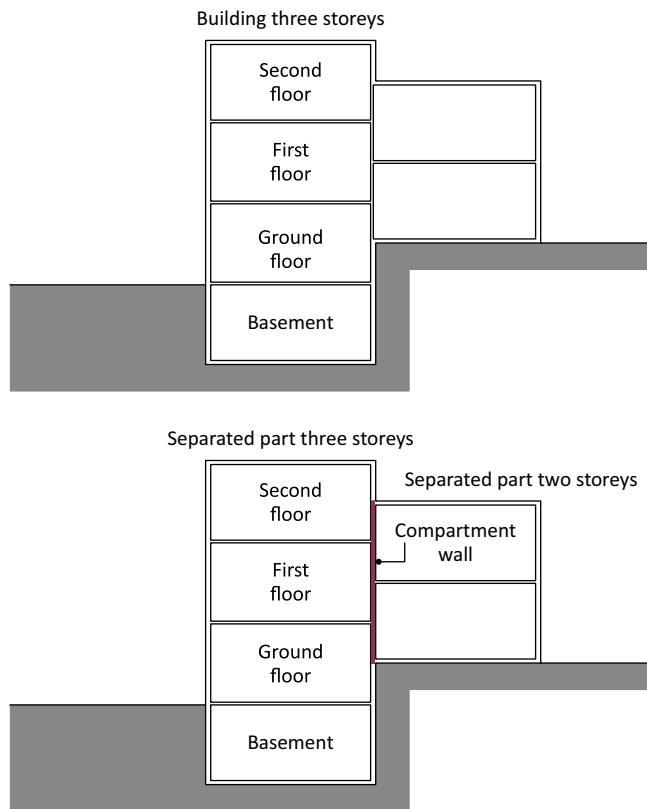 Building three storeys
Second
floor
First
floor
Ground
floor
Basement
Separated part three storeys
Separated part two storeys
Second
floor
Compartment
wall
First
floor
Ground
floor
Basement